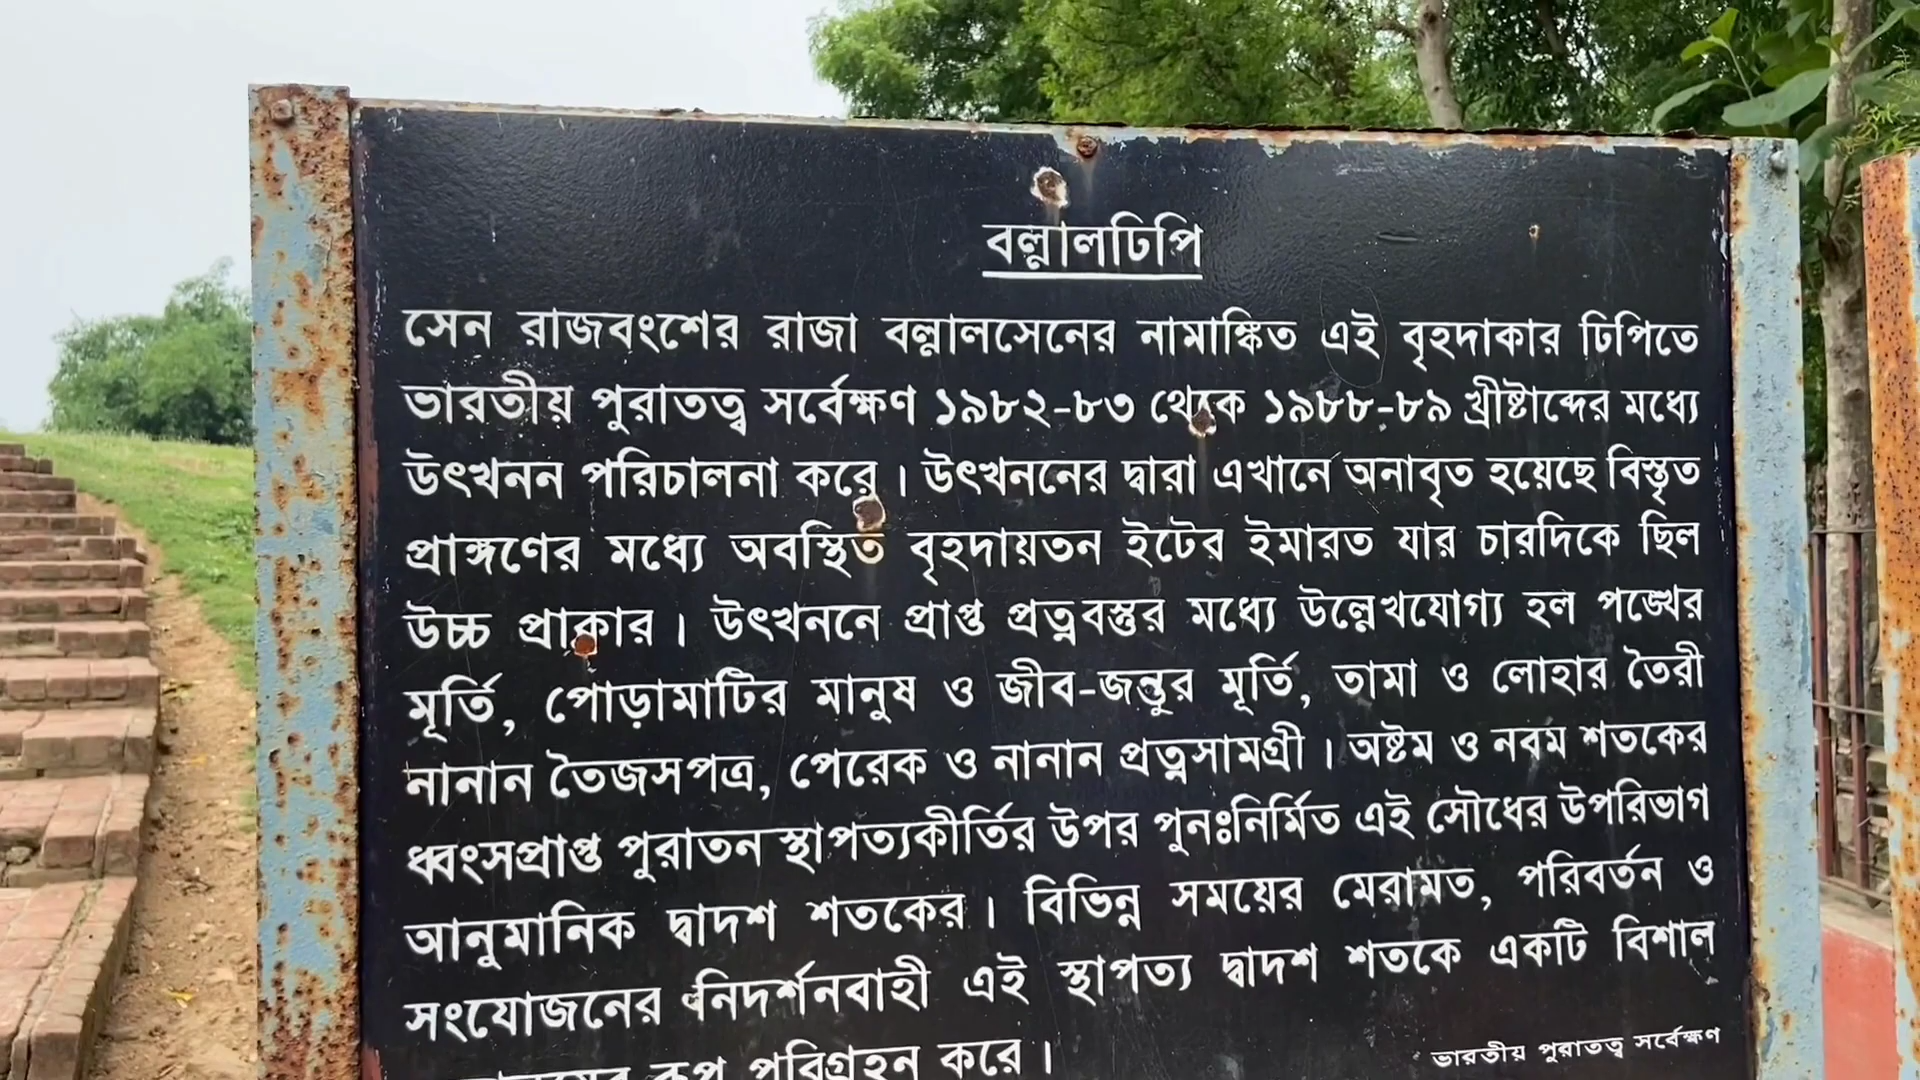 বল্লালঢিপি
সেন রাজবংশের রাজা বল্লালসেনের নামাঙ্কিত এই বৃহদাকার ঢিপিতে
ভারতীয় পুরাতত্ত্ব সর্বেক্ষণ ১৯৮২-৮৩ থেকে ১৯৮৮-৮৯ খ্রীষ্টাব্দের মধ্যে
উৎখনন পরিচালনা করে । উৎখননের দ্বারা এখানে অনাবৃত হয়েছে বিস্তৃত
প্রাঙ্গণের মধ্যে অবস্থিত বৃহদায়তন ইটের ইমারত যার চারদিকে ছিল
উচ্চ প্রাকার । উৎখননে প্রাপ্ত প্রত্নবস্তুর মধ্যে উল্লেখযোগ্য হল পঙ্খের
মূর্তি, পোড়ামাটির মানুষ ও জীব-জন্তুর মূর্তি, তামা ও লোহার তৈরী
নানান তৈজসপত্র, পেরেক ও নানান প্রত্নসামগ্রী । অষ্টম ও নবম শতকের
ধ্বংসপ্রাপ্ত পুরাতন স্থাপত্যকীর্তির উপর পুনঃনির্মিত এই সৌধের উপরিভাগ
আনুমানিক দ্বাদশ শতকের । বিভিন্ন সময়ের মেরামত, পরিবর্তন ও
সংযোজনের নিদর্শনবাহী এই স্থাপত্য দ্বাদশ শতকে একটি বিশাল
রূপ পরিগ্রহন করে ।
ভারতীয় পুরাতত্ত্ব সর্বেক্ষণ